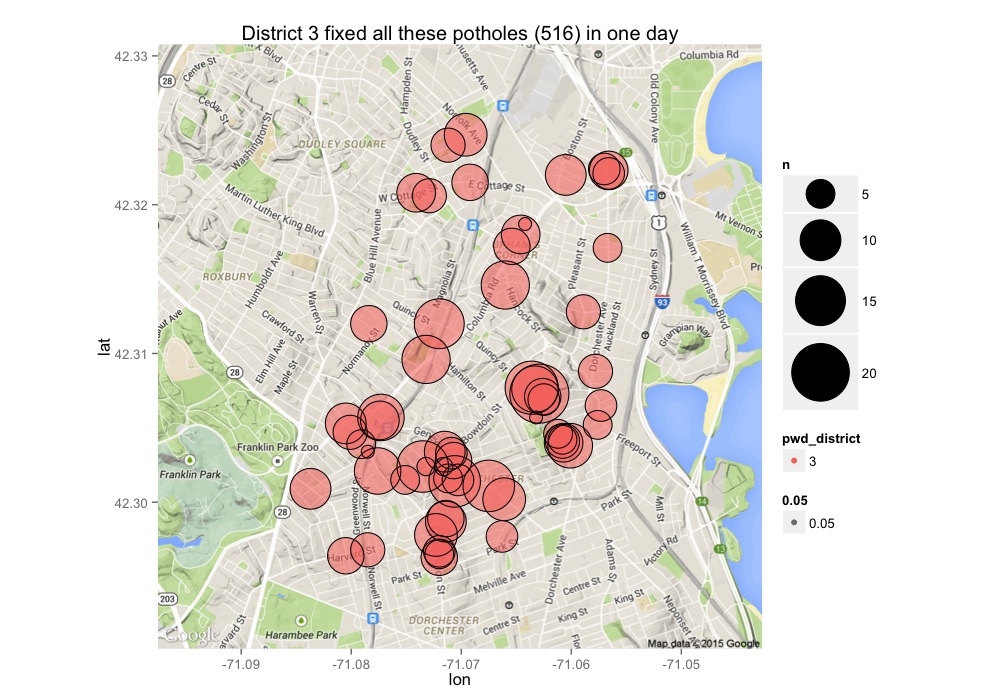 District 3 fixed all these potholes (516) in one day
42.33
42.32
42.31
42.30
lat
-71.09
-71.08
-71.07
-71.06
-71.05
lon
n
5
10
15
20
pwd_district
3
0.05
0.05
Columbia Rd
28
Centre St
Cedar St
Washington St
Hampden St
Norfolk Ave
Dudley St
DUDLEY SQUARE
Boston St
Old Colony Ave
15
W Cottage St
E Cottage St
Martin Luther King Blvd
Blue Hill Avenue
1
Mt Vernon S
William T Morrissey Blvd
Pleasant St
Sydney St
ROXBURY
Humboldt Ave
Magnolia St
Columbia Rd
Hancock St
93
Warren St
Quincy St
Crawford St
Normandy St
Dorchester Ave
Auckland St
Grampian Way
Elm Hill Ave
Maple St
28
Quincy St
Hamilton St
Bowdoin St
Freeport St
Franklin Park Zoo
Franklin Park
Greenwood S
Norwell St
28
Park St
Mill St
14
13
Victory Rd
Harvard St
Park St
Park St
Melville Ave
Dorchester Ave
Adams St
Centre St
King St
King St
Neponset Av
203
Norwell St
DORCHESTER
CENTER
Centre St
Harambee Park
Google
Map data ©2015 Google